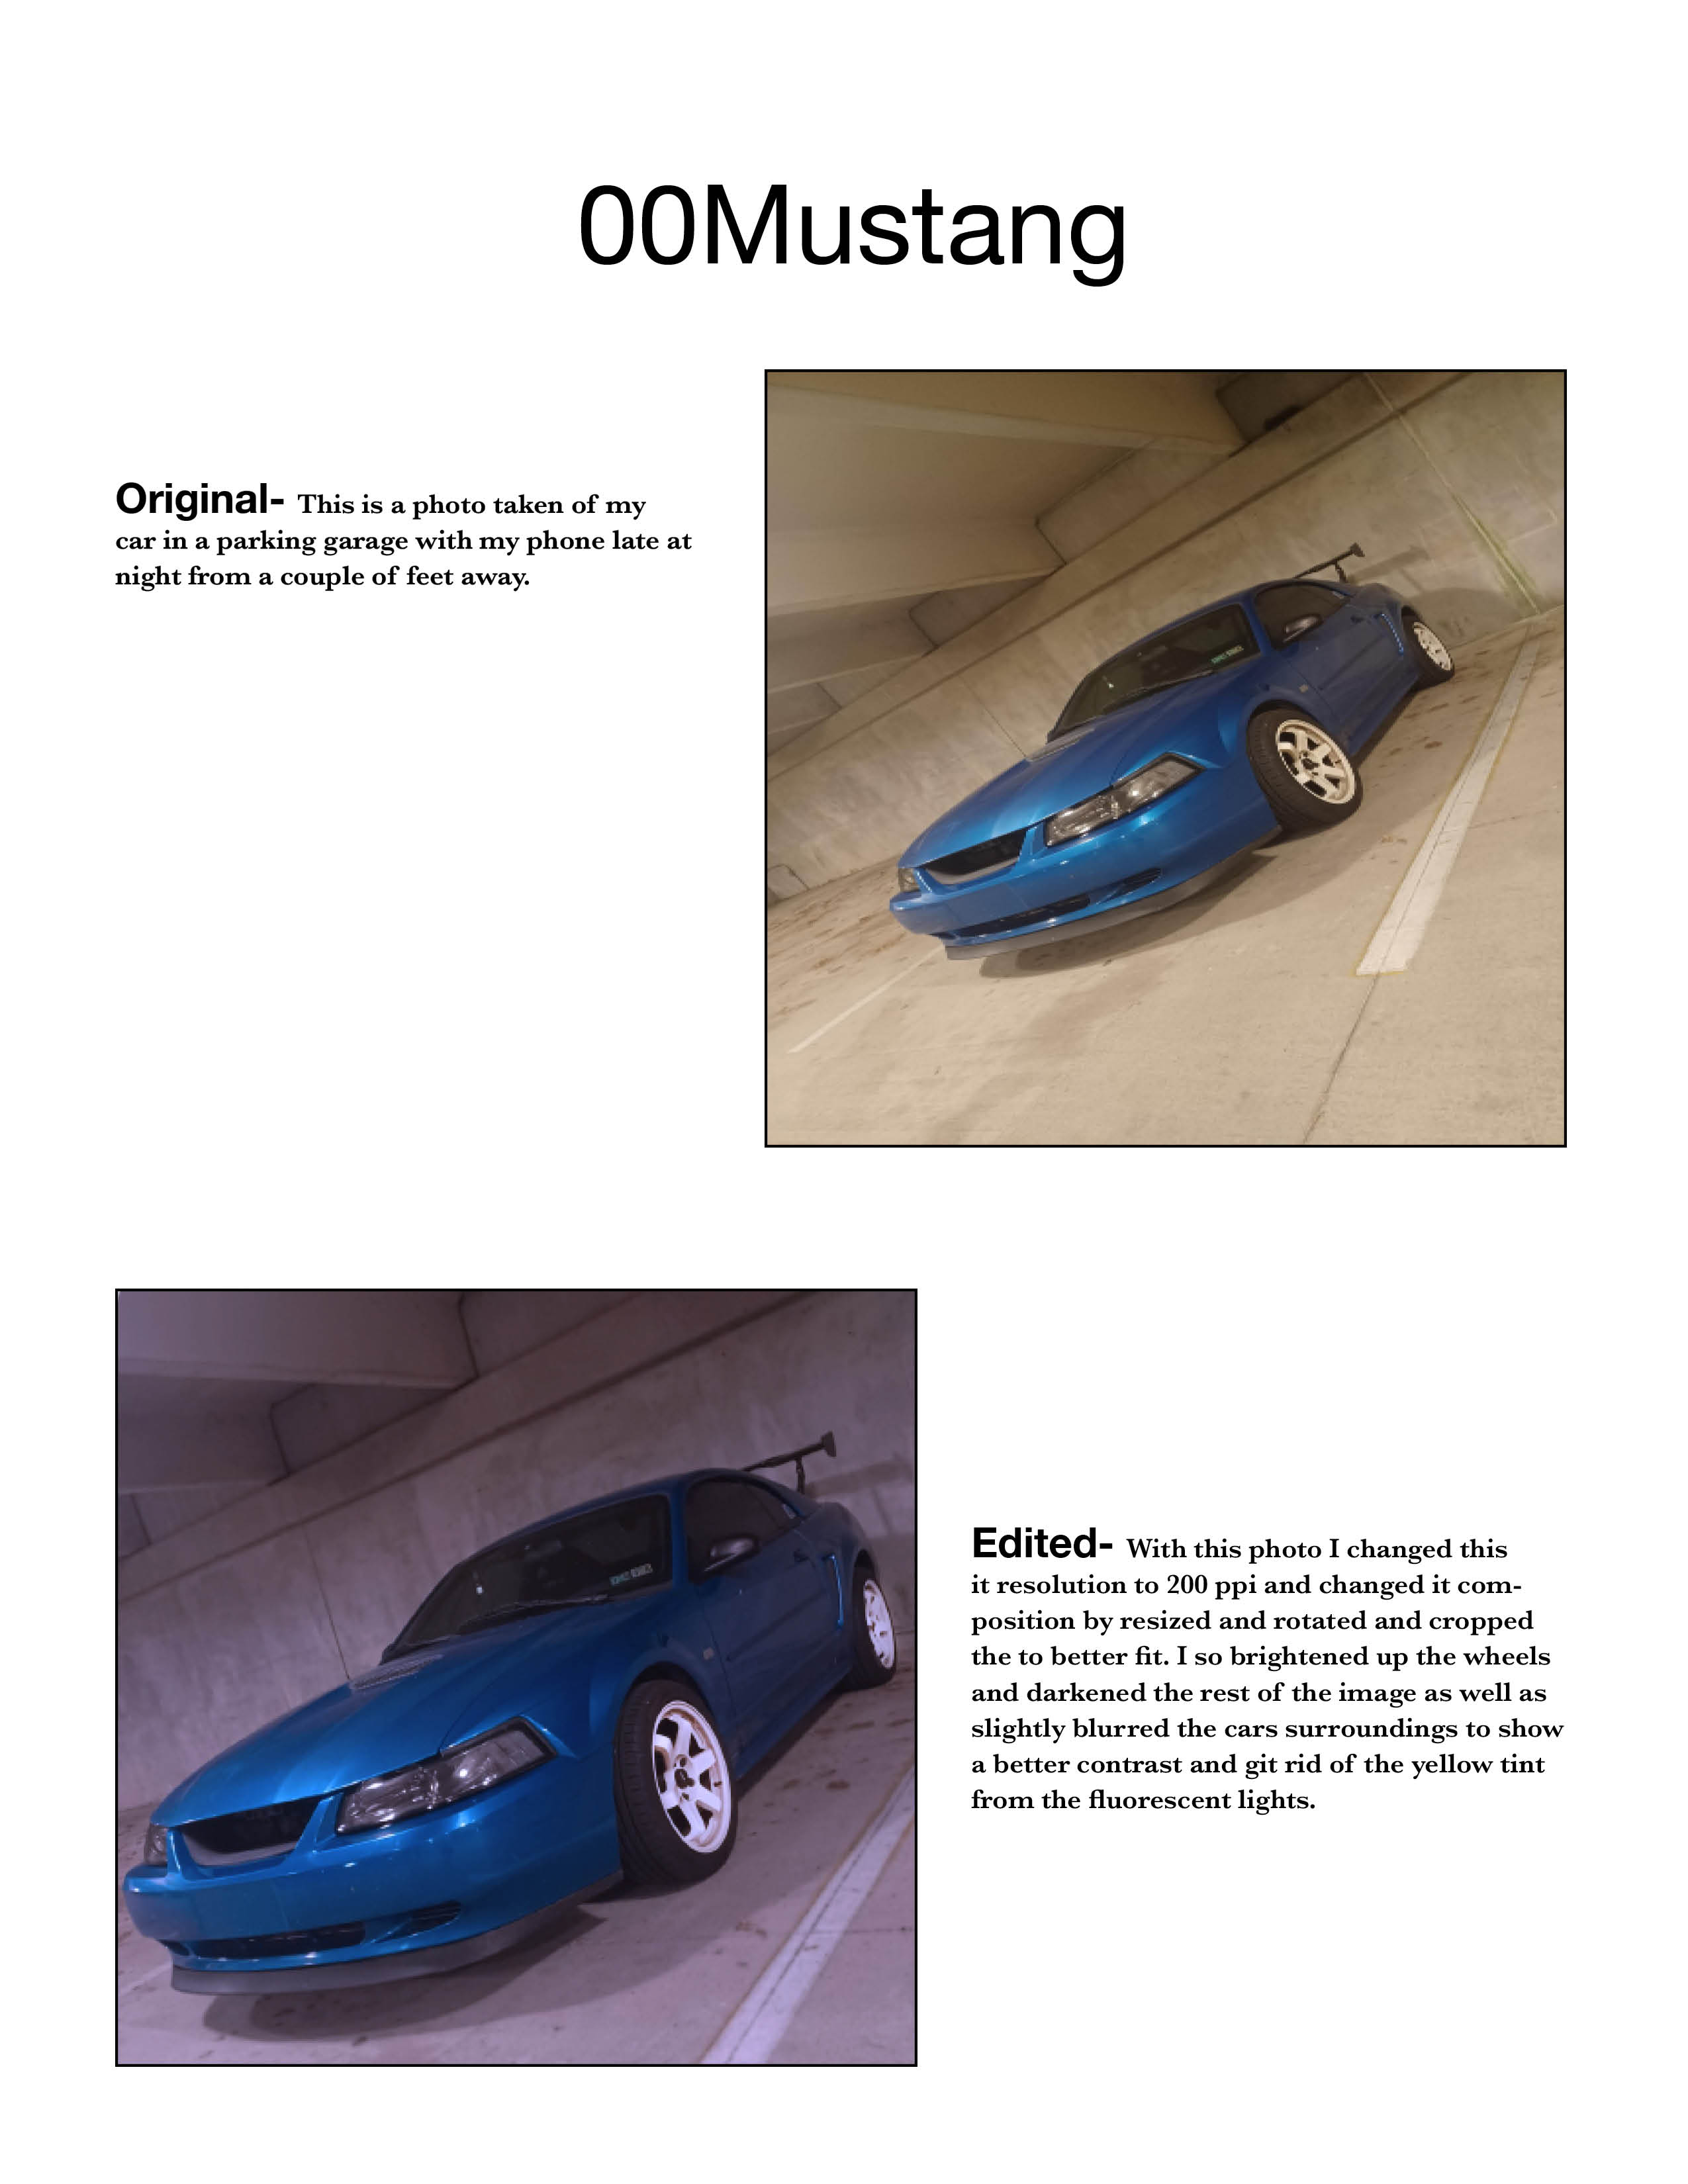 00Mustang
Original- This is a photo taken of my
car in a parking garage with my phone late at
night from a couple of feet away.
Edited- With this photo I changed this
it resolution to 200 ppi and changed it com-
position by resized and rotated and cropped
the to better fit. I so brightened up the wheels
and darkened the rest of the image as well as
slightly blurred the cars surroundings to show
a better contrast and git rid of the yellow tint
from the fluorescent lights.